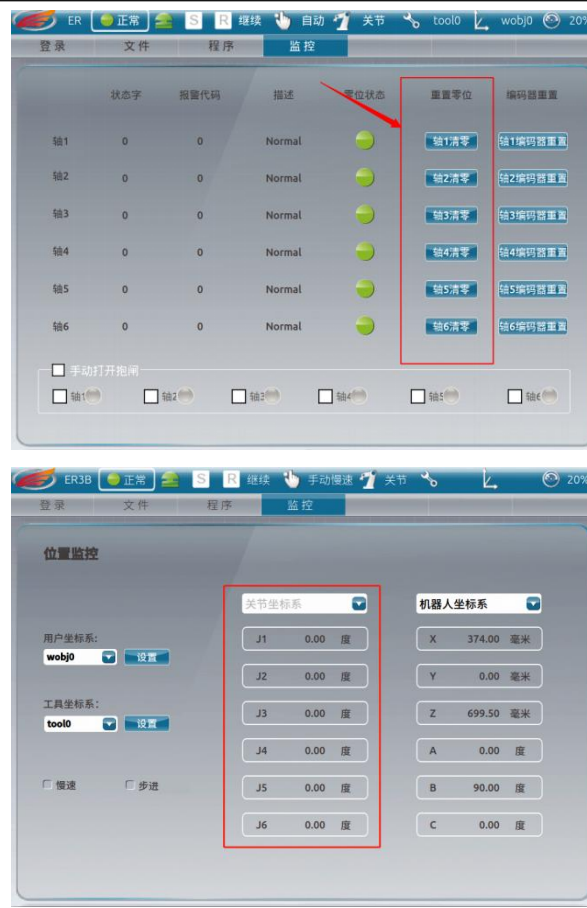 ER 正常 S R 继续 自动 关节 tool0 wobj0 20%
登录 文件 程序 监控
状态字 报警代码 描述 零位状态 重置零位 编码器重置
轴1 0 0 Normal 轴1清零 轴1编码器重置
轴2 0 0 Normal 轴2清零 轴2编码器重置
轴3 0 0 Normal 轴3清零 轴3编码器重置
轴4 0 0 Normal 轴4清零 轴4编码器重置
轴5 0 0 Normal 轴5清零 轴5编码器重置
轴6 0 0 Normal 轴6清零 轴6编码器重置
手动打开抱闸
轴1 轴2 轴3 轴4 轴5 轴6
ER3B 正常 S R 继续 手动慢速 关节 20%
登录 文件 程序 监控
位置监控
关节坐标系 机器人坐标系
用户坐标系: J1 0.00 度 X 374.00 毫米
wobj0 设置
J2 0.00 度 Y 0.00 毫米
工具坐标系: J3 0.00 度 Z 699.50 毫米
tool0 设置
J4 0.00 度 A 0.00 度
慢速 步进 J5 0.00 度 B 90.00 度
J6 0.00 度 C 0.00 度